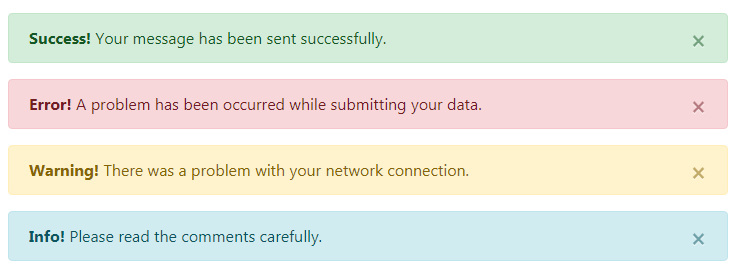 Success! Your message has been sent successfully. ×
Error! A problem has been occurred while submitting your data. ×
Warning! There was a problem with your network connection. ×
Info! Please read the comments carefully. ×